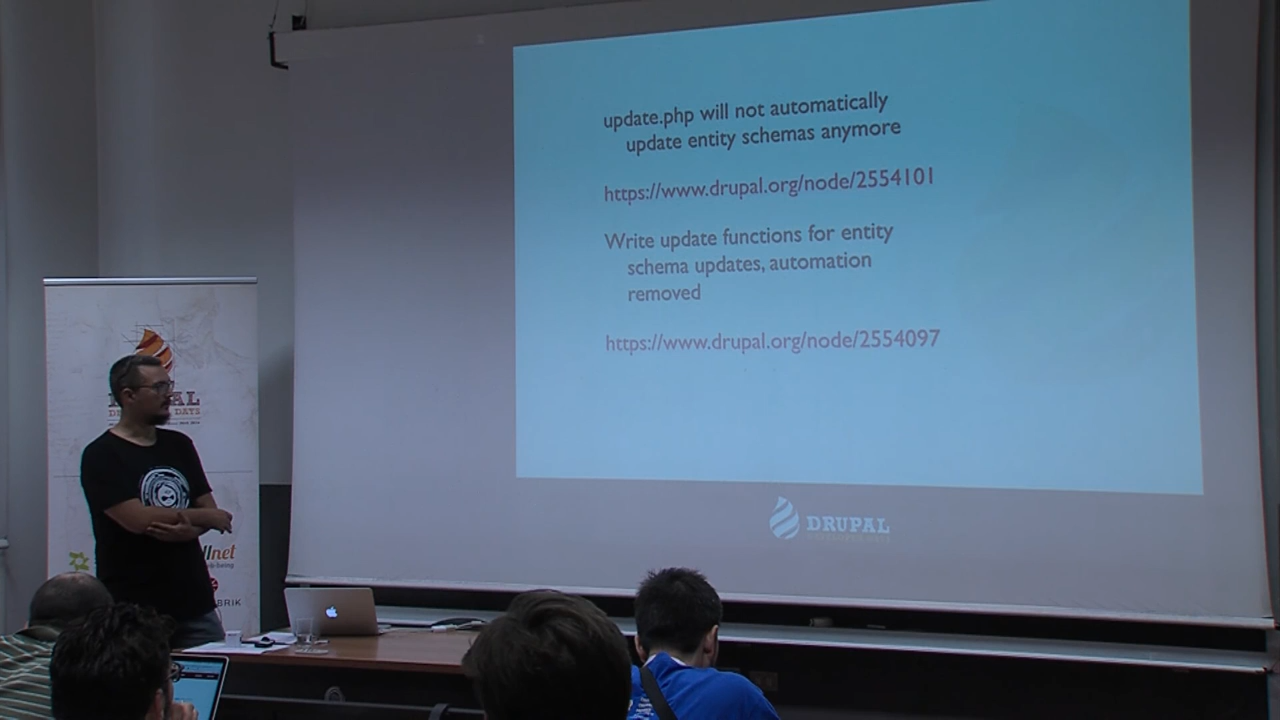 update.php will not automatically
update entity schemas anymore
https://www.drupal.org/node/2554101
Write update functions for entity
schema updates, automation
removed
https://www.drupal.org/node/2554097
DRUPAL
DAYS